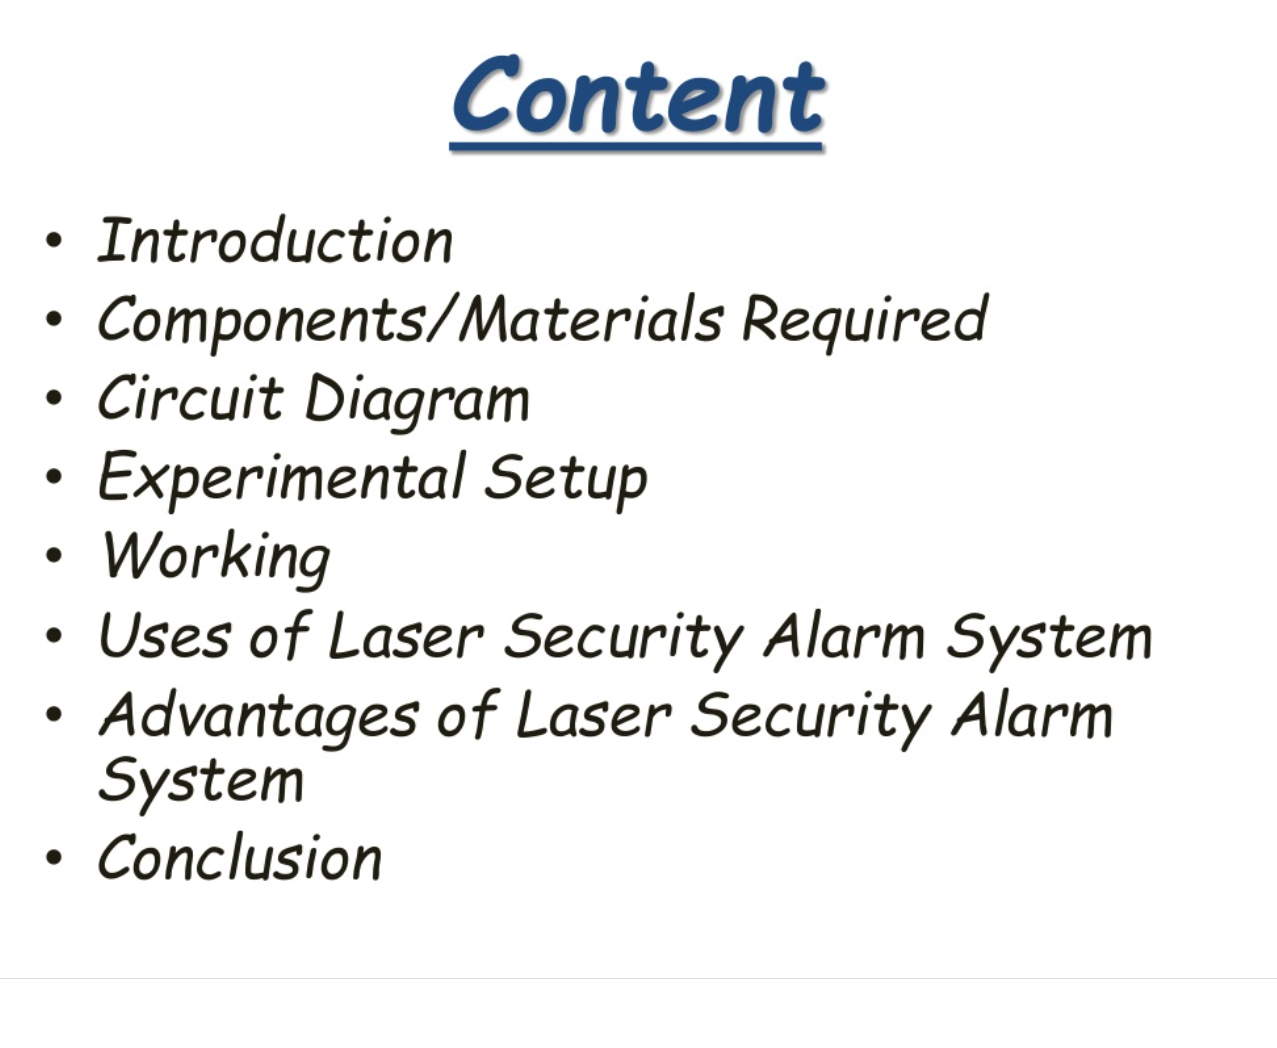 Content
• Introduction
• Components/Materials Required
• Circuit Diagram
• Experimental Setup
• Working
• Uses of Laser Security Alarm System
• Advantages of Laser Security Alarm
System
• Conclusion